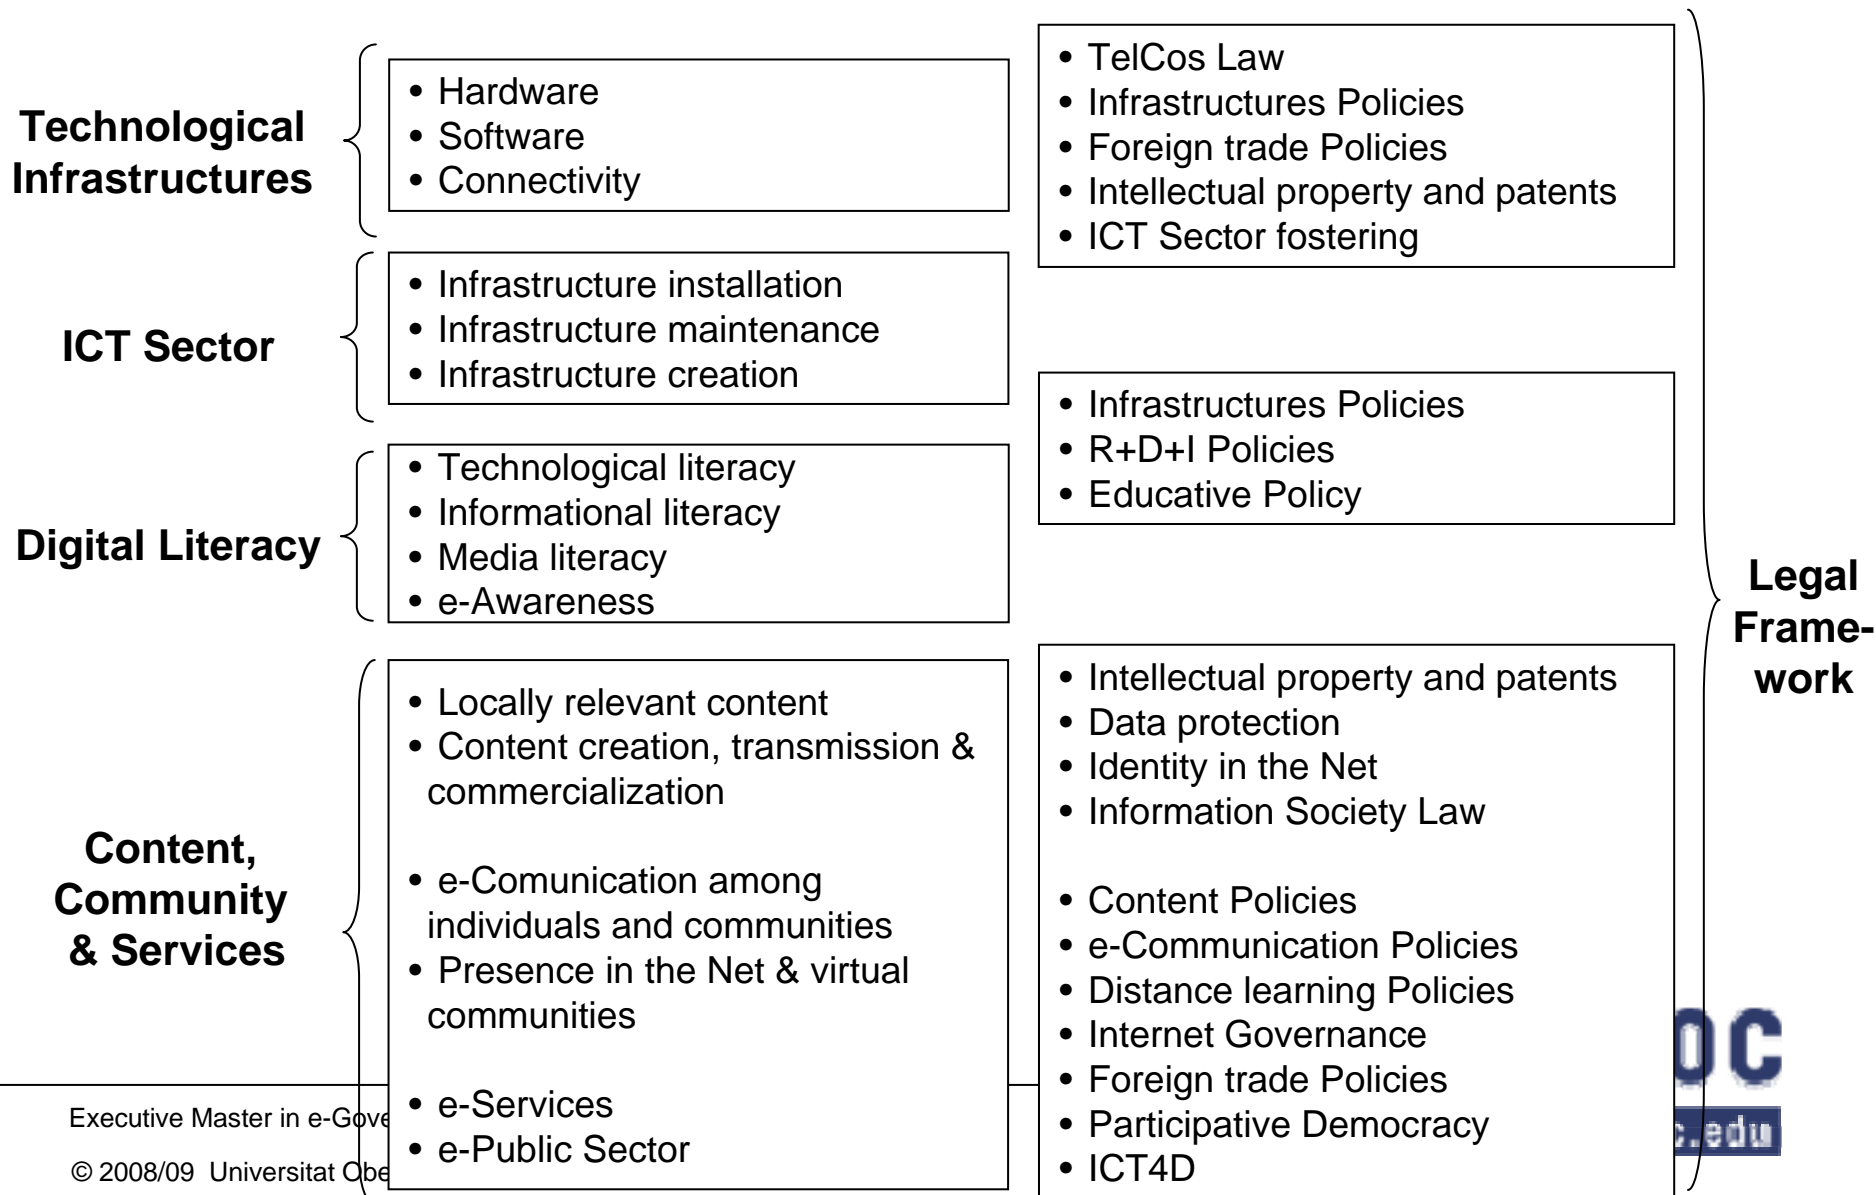 Technological
Infrastructures
• Hardware
• Software
• Connectivity
ICT Sector
• Infrastructure installation
• Infrastructure maintenance
• Infrastructure creation
Digital Literacy
• Technological literacy
• Informational literacy
• Media literacy
• e-Awareness
Content,
Community
& Services
• Locally relevant content
• Content creation, transmission &
commercialization
• e-Comunication among
individuals and communities
• Presence in the Net & virtual
communities
• e-Services
• e-Public Sector
• TelCos Law
• Infrastructures Policies
• Foreign trade Policies
• Intellectual property and patents
• ICT Sector fostering
• Infrastructures Policies
• R+D+I Policies
• Educative Policy
• Intellectual property and patents
• Data protection
• Identity in the Net
• Information Society Law
• Content Policies
• e-Communication Policies
• Distance learning Policies
• Internet Governance
• Foreign trade Policies
• Participative Democracy
• ICT4D
Legal
Frame-
work
Executive Master in e-Gove
© 2008/09 Universitat Obe
OC
c.edu